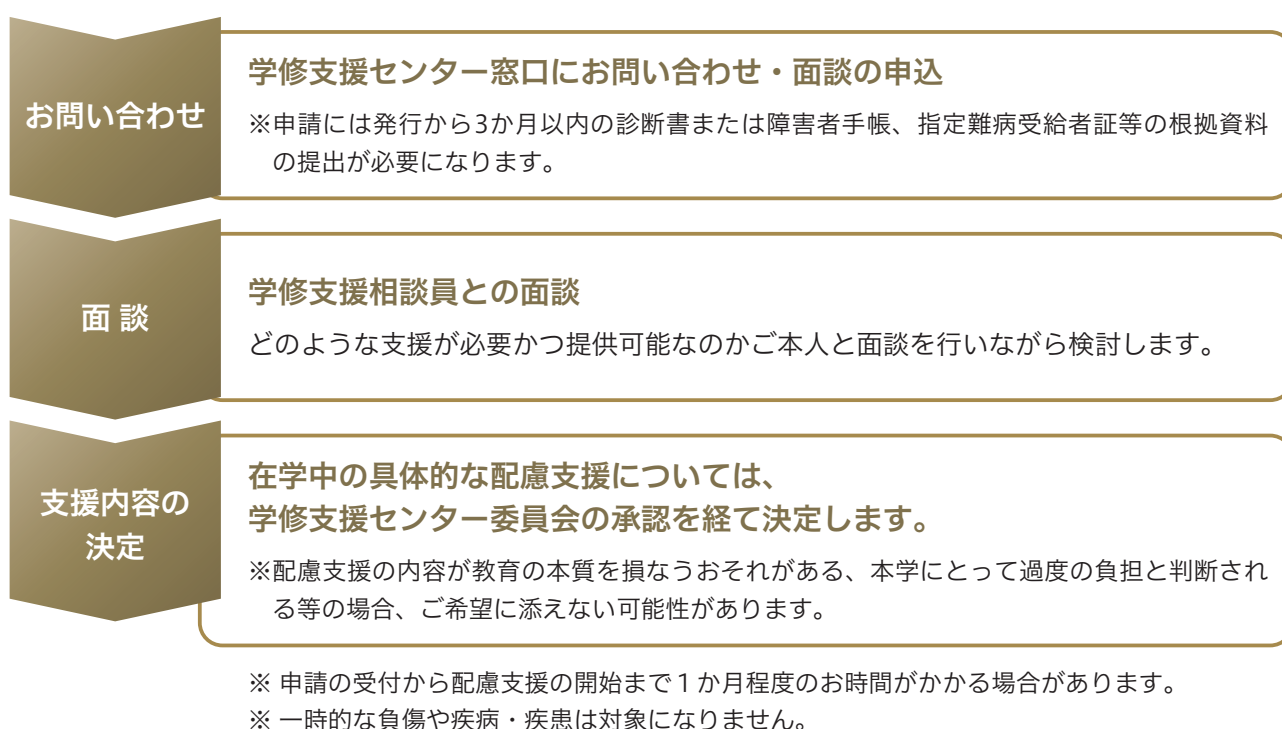 お問い合わせ
学修支援センター窓口にお問い合わせ・面談の申込
※申請には発行から3か月以内の診断書または障害者手帳、指定難病受給者証等の根拠資料
の提出が必要になります。
面 談
学修支援相談員との面談
どのような支援が必要かつ提供可能なのかご本人と面談を行いながら検討します。
支援内容の
決定
在学中の具体的な配慮支援については、
学修支援センター委員会の承認を経て決定します。
※配慮支援の内容が教育の本質を損なうおそれがある、本学にとって過度の負担と判断され
る等の場合、ご希望に添えない可能性があります。
※ 申請の受付から配慮支援の開始まで１か月程度のお時間がかかる場合があります。
※ 一時的な負傷や疾病・疾患は対象になりません。